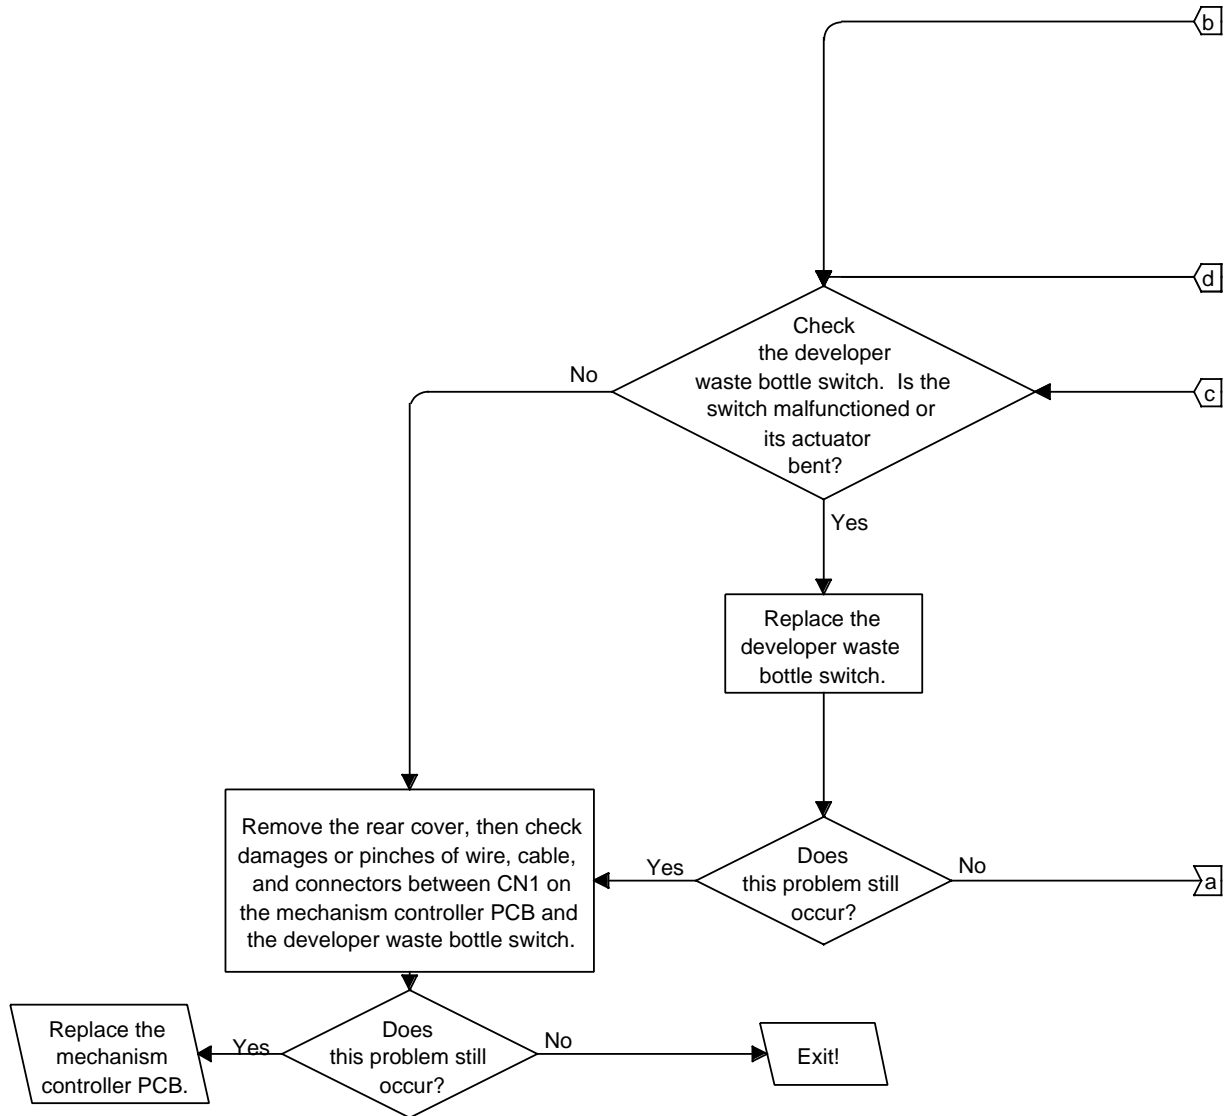 b
d
Check
the developer
waste bottle switch.  Is the
switch malfunctioned or
its actuator
bent?
No
c
Yes
Replace the
developer waste
bottle switch.
Remove the rear cover, then check
damages or pinches of wire, cable,
and connectors between CN1 on
the mechanism controller PCB and
the developer waste bottle switch.
Yes
Does
this problem still
occur?
No
a
Replace the
mechanism
controller PCB.
Yes
Does
this problem still
occur?
No
Exit!